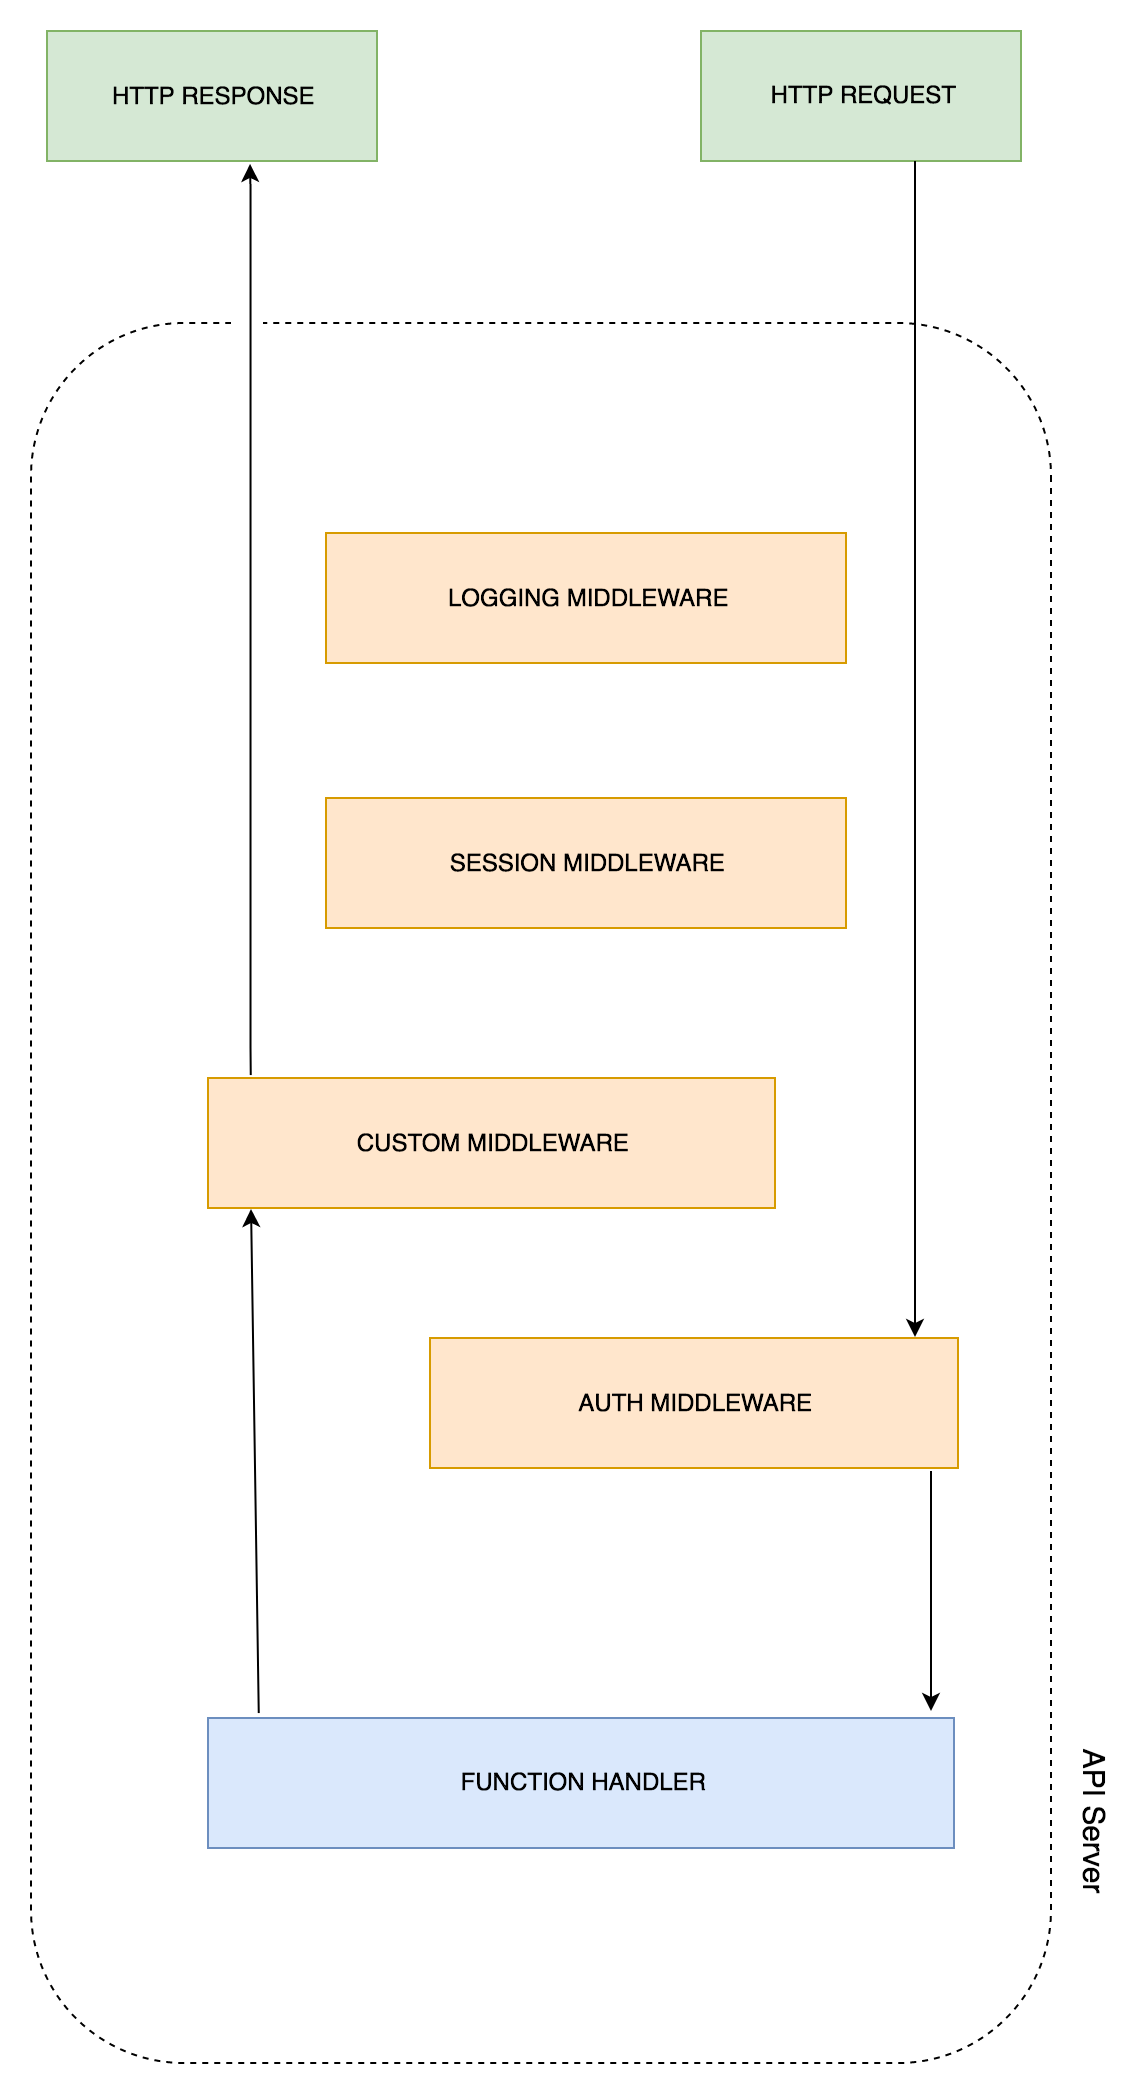 HTTP RESPONSE
HTTP REQUEST
LOGGING MIDDLEWARE
SESSION MIDDLEWARE
CUSTOM MIDDLEWARE
AUTH MIDDLEWARE
FUNCTION HANDLER
API Server